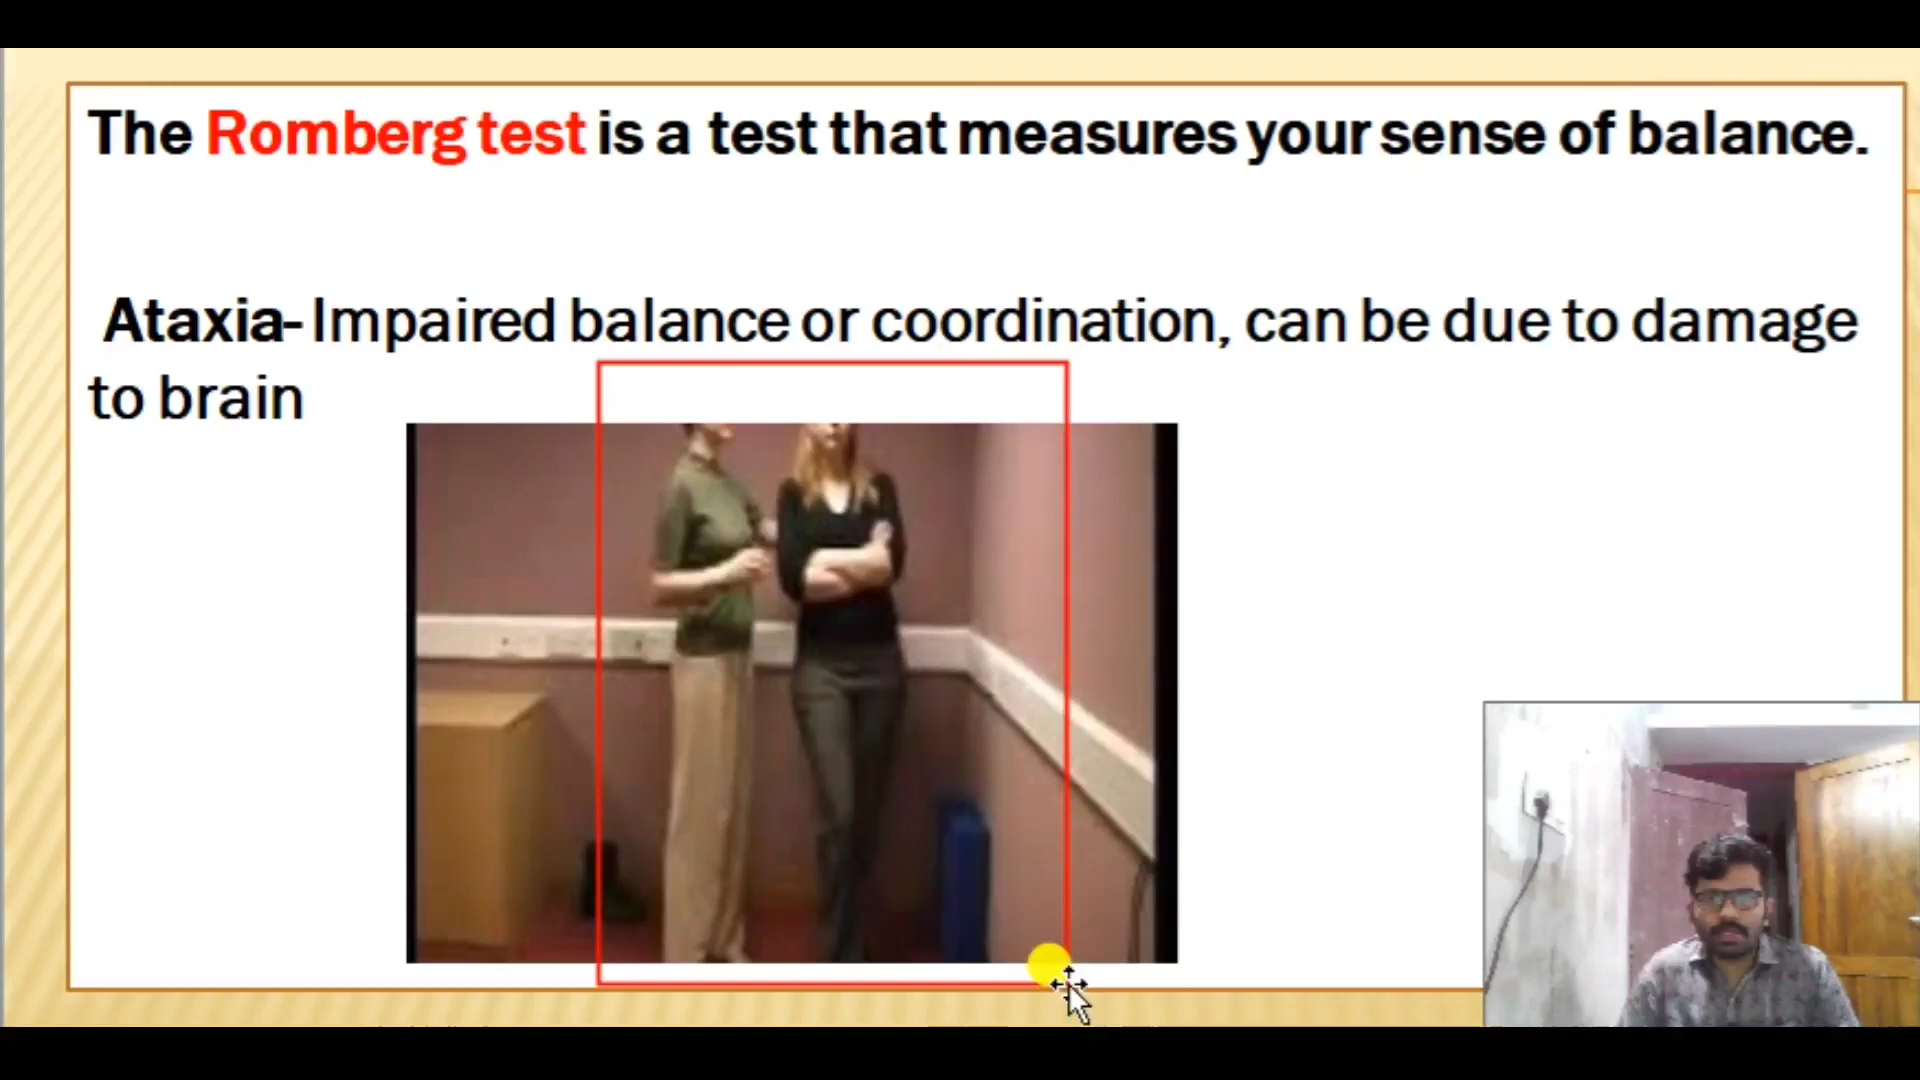 The Romberg test is a test that measures your sense of balance.
Ataxia- Impaired balance or coordination, can be due to damage
to brain